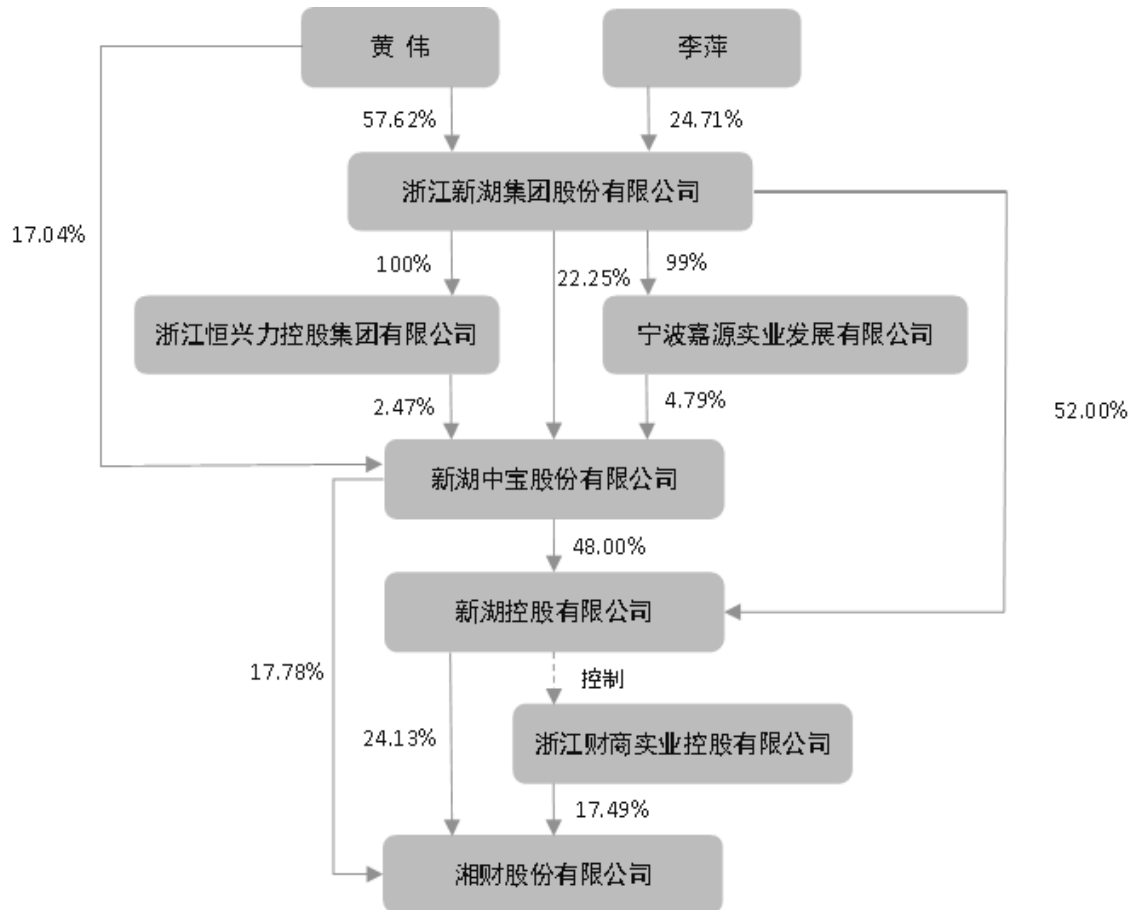 黄 伟
李萍
57.62%
24.71%
浙江新湖集团股份有限公司
17.04%
100%
22.25%
99%
浙江恒兴力控股集团有限公司
宁波嘉源实业发展有限公司
2.47%
4.79%
52.00%
新湖中宝股份有限公司
48.00%
新湖控股有限公司
17.78%
控制
24.13%
浙江财商实业控股有限公司
17.49%
湘财股份有限公司